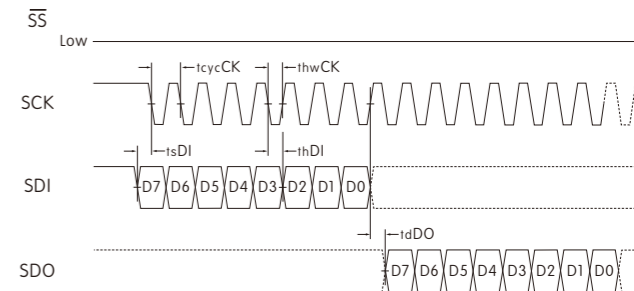 SS
Low
tcycCK
thwCK
SCK
tsDI
thDI
SDI
D7 D6 D5 D4 D3 D2 D1 D0
tdDO
SDO
D7 D6 D5 D4 D3 D2 D1 D0